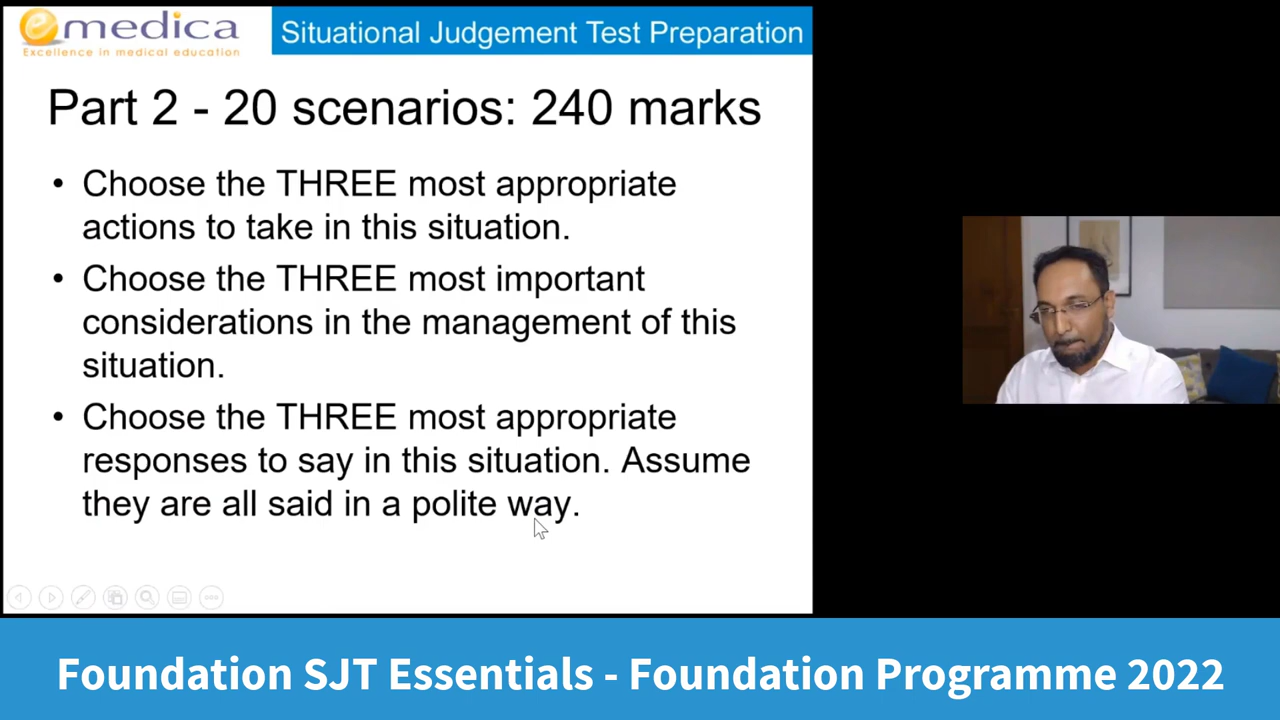 emedica
Excellence in medical education
Situational Judgement Test Preparation
Part 2 - 20 scenarios: 240 marks
• Choose the THREE most appropriate
actions to take in this situation.
• Choose the THREE most important
considerations in the management of this
situation.
• Choose the THREE most appropriate
responses to say in this situation. Assume
they are all said in a polite way.
Foundation SJT Essentials - Foundation Programme 2022